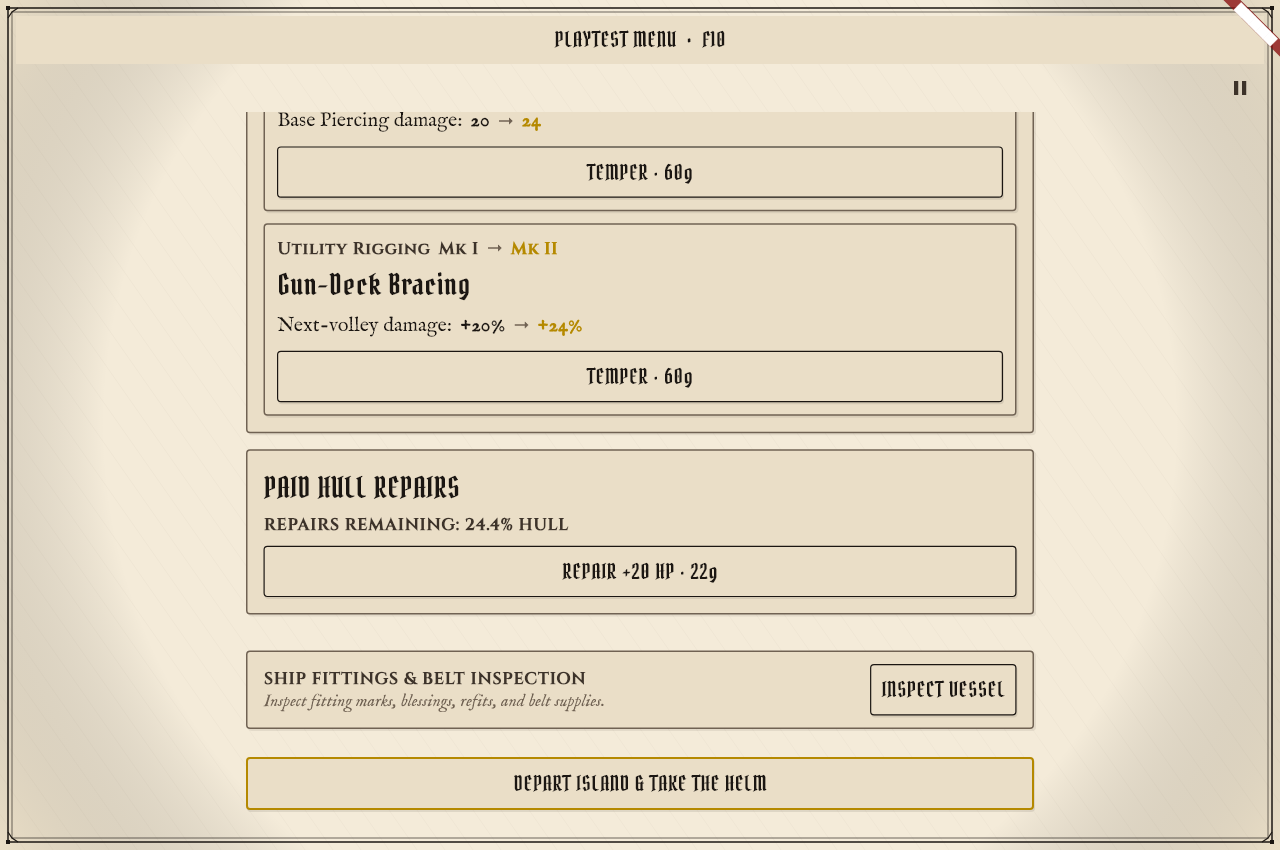 PLAYTEST MENU · F10
Base Piercing damage: 20 → 24
TEMPER · 60g
Utility Rigging Mk I → Mk II
Gun-Deck Bracing
Next-volley damage: +20% → +24%
TEMPER · 60g
PAID HULL REPAIRS
REPAIRS REMAINING: 24.4% HULL
REPAIR +20 HP · 22g
SHIP FITTINGS & BELT INSPECTION
Inspect fitting marks, blessings, refits, and belt supplies.
INSPECT VESSEL
DEPART ISLAND & TAKE THE HELM